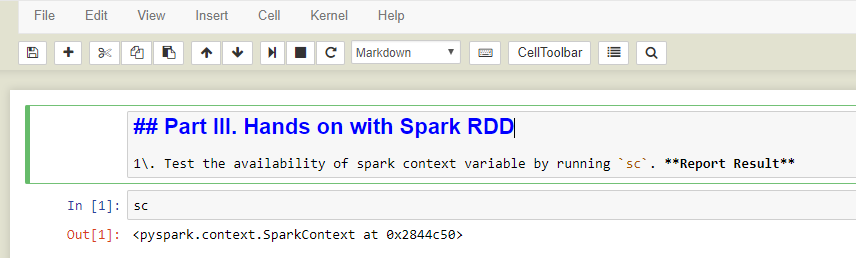 File Edit View Insert Cell Kernel Help
Markdown CellToolbar
## Part III. Hands on with Spark RDD
1\. Test the availability of spark context variable by running `sc`. **Report Result**
In [1]: sc
Out[1]: <pyspark.context.SparkContext at 0x2844c50>